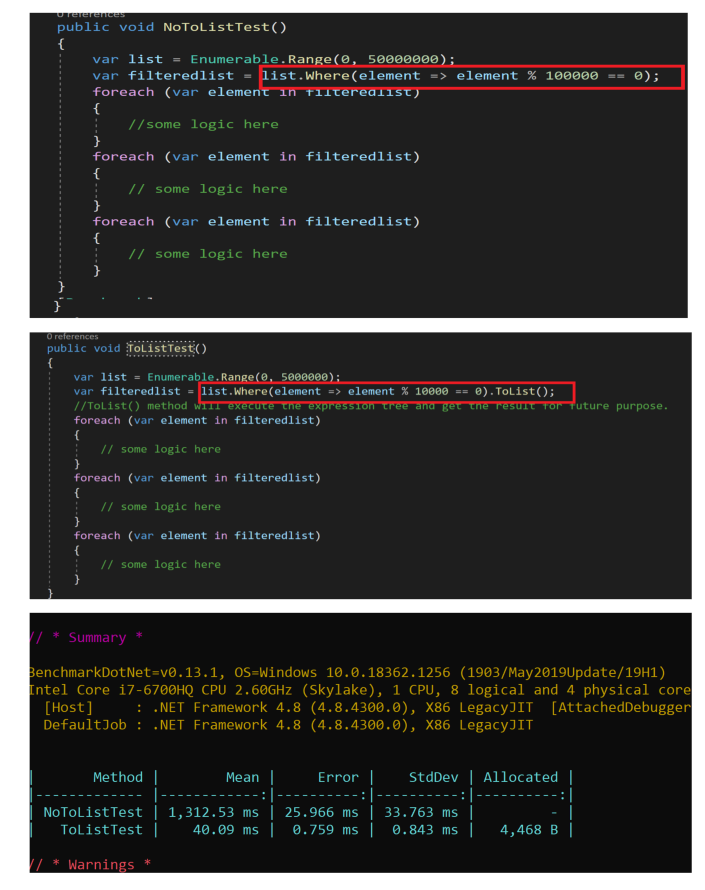 0 references
public void NoToListTest()
{
var list = Enumerable.Range(0, 50000000);
var filteredlist = list.Where(element => element % 100000 == 0);
foreach (var element in filteredlist)
{
//some logic here
}
foreach (var element in filteredlist)
{
// some logic here
}
foreach (var element in filteredlist)
{
// some logic here
}
}
}
0 references
public void ToListTest()
{
var list = Enumerable.Range(0, 5000000);
var filteredlist = list.Where(element => element % 10000 == 0).ToList();
//ToList() method will execute the expression tree and get the result for future purpose.
foreach (var element in filteredlist)
{
// some logic here
}
foreach (var element in filteredlist)
{
// some logic here
}
foreach (var element in filteredlist)
{
// some logic here
}
}
// * Summary *
BenchmarkDotNet=v0.13.1, OS=Windows 10.0.18362.1256 (1903/May2019Update/19H1)
Intel Core i7-6700HQ CPU 2.60GHz (Skylake), 1 CPU, 8 logical and 4 physical core
[Host] : .NET Framework 4.8 (4.8.4300.0), X86 LegacyJIT [AttachedDebugger
DefaultJob : .NET Framework 4.8 (4.8.4300.0), X86 LegacyJIT
| Method | Mean | Error | StdDev | Allocated |
|------------- |------------:|----------:|----------:|----------:|
| NoToListTest | 1,312.53 ms | 25.966 ms | 33.763 ms | - |
| ToListTest | 40.09 ms | 0.759 ms | 0.843 ms | 4,468 B |
// * Warnings *